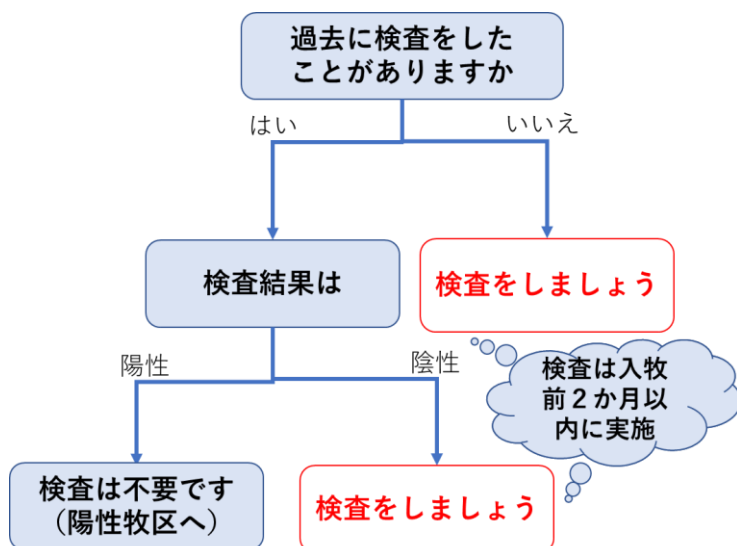 過去に検査をした
ことがありますか
はい
いいえ
検査結果は
検査をしましょう
陽性
陰性
検査は入牧
前２か月以
内に実施
検査は不要です
（陽性牧区へ）
検査をしましょう